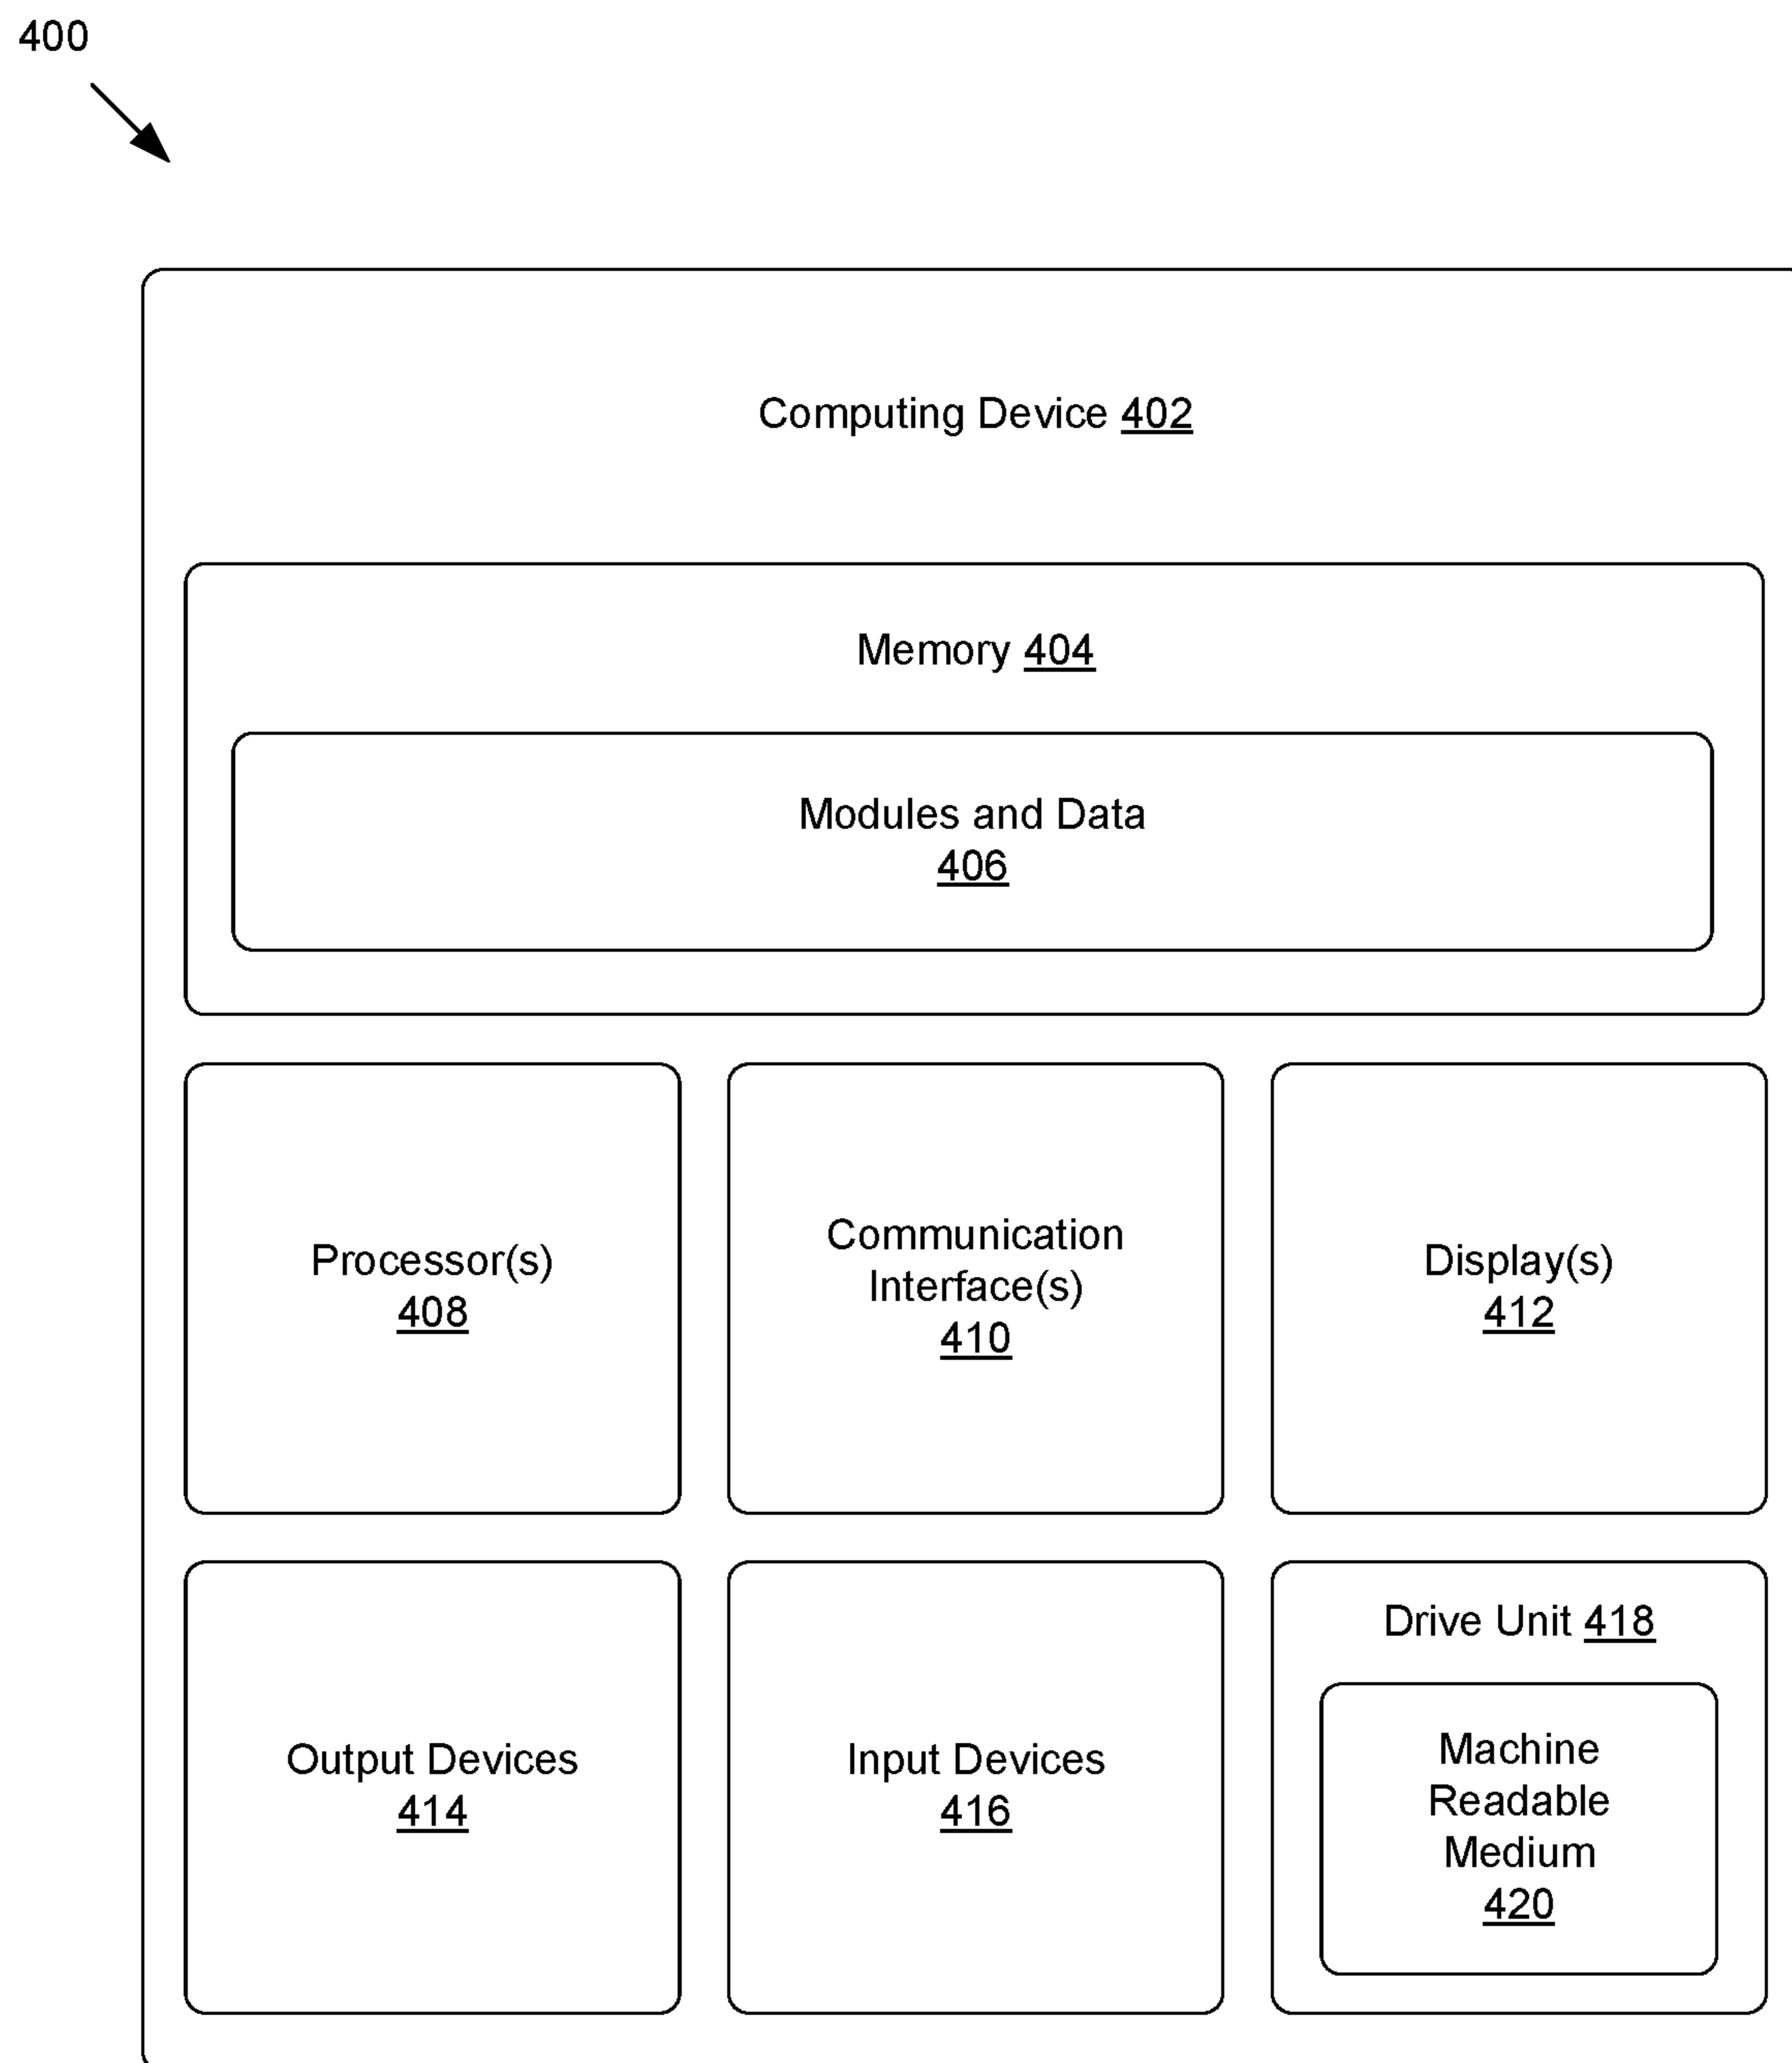 400
Computing Device 402
Memory 404
Modules and Data
406
Processor(s)
408
Communication
Interface(s)
410
Display(s)
412
Output Devices
414
Input Devices
416
Drive Unit 418
Machine
Readable
Medium
420